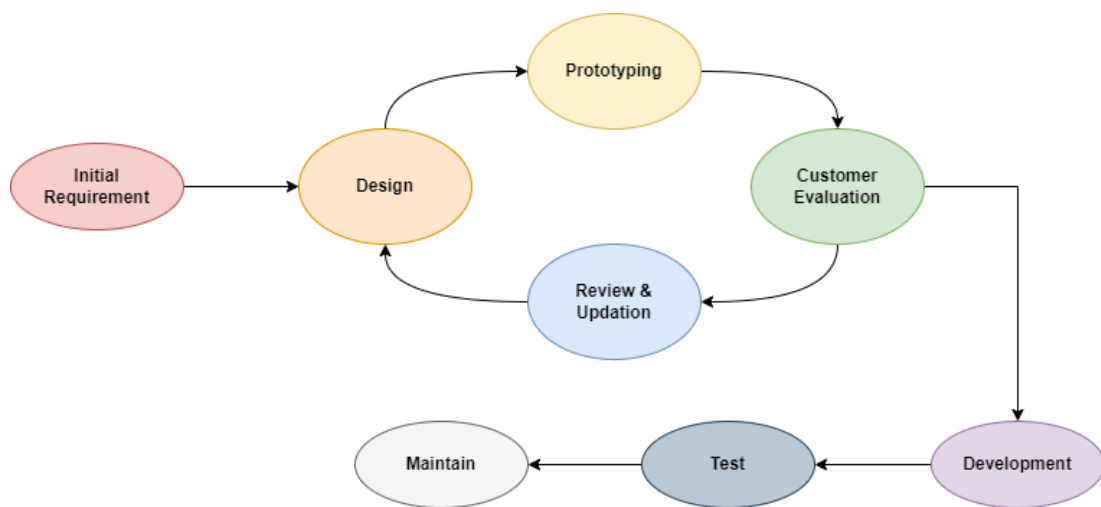 Prototyping
Initial
Requirement
Design
Customer
Evaluation
Review &
Updation
Maintain
Test
Development